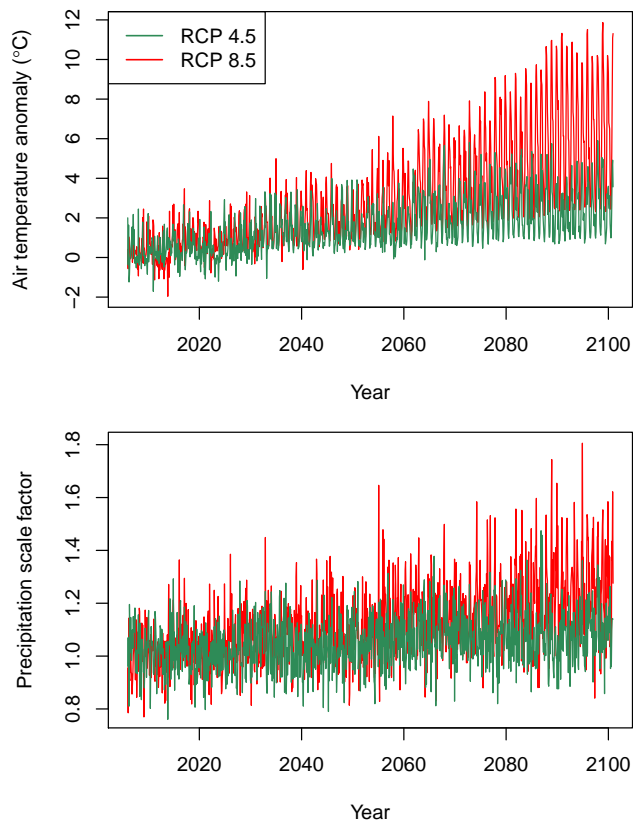 RCP 4.5
RCP 8.5
Air temperature anomaly (°C)
12
10
8
6
4
2
0
−2
2020 2040 2060 2080 2100
Year
Precipitation scale factor
1.8
1.6
1.4
1.2
1.0
0.8
2020 2040 2060 2080 2100
Year